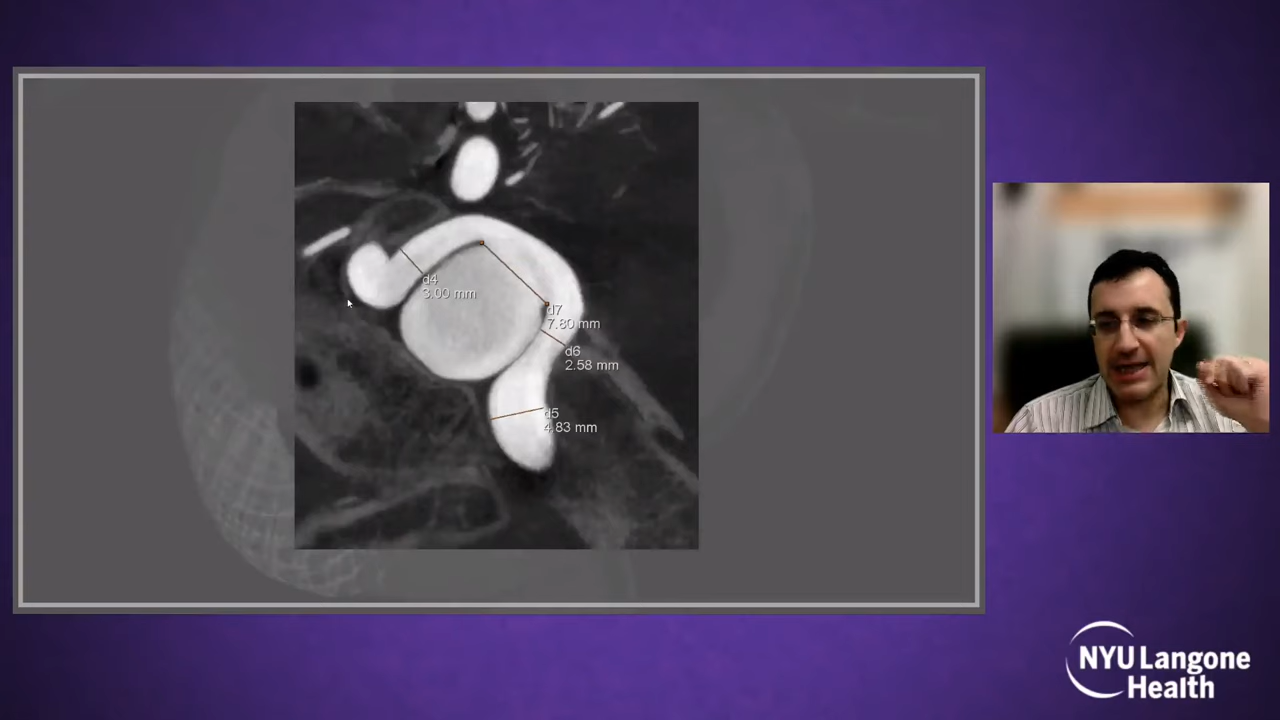 d4
3.00 mm
d7
7.80 mm
d6
2.58 mm
d5
4.83 mm
NYU Langone
Health